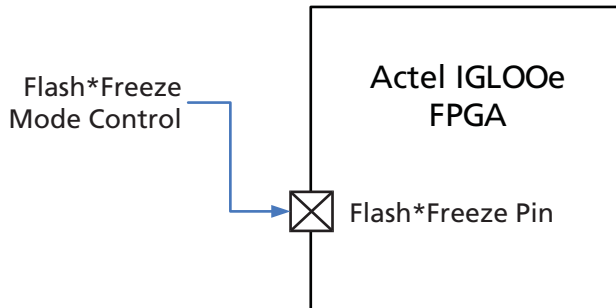 Flash*Freeze
Mode Control
Actel IGLOOe
FPGA
Flash*Freeze Pin